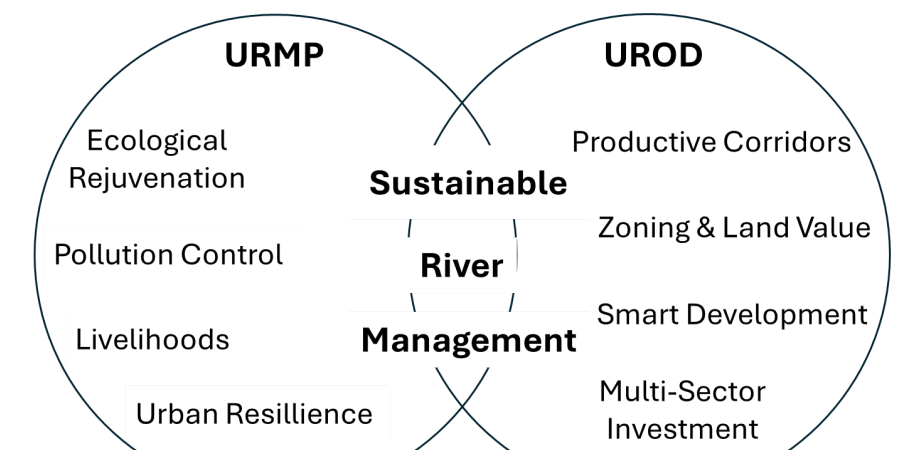 URMP
Ecological
Rejuvenation
Pollution Control
Livelihoods
Urban Resillience
Sustainable
River
Management
UROD
Productive Corridors
Zoning & Land Value
Smart Development
Multi-Sector
Investment